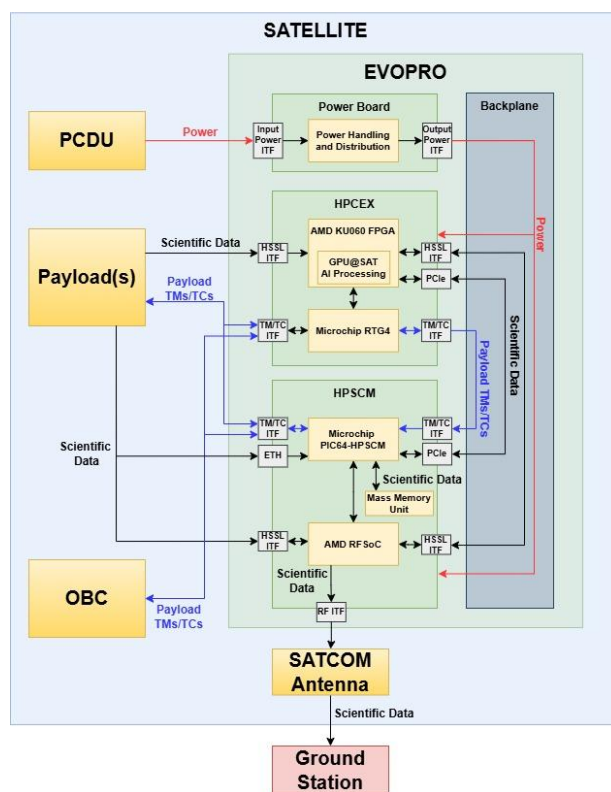 SATELLITE
EVOPRO
Power Board
Backplane
PCDU
Power
Input
Power
ITF
Power Handling
and Distribution
Output
Power
ITF
HPCEX
AMD KU060 FPGA
Power
Scientific Data
HSSL
ITF
GPU@SAT
AI Processing
HSSL
ITF
PCIe
Payload(s)
Payload
TMs/TCs
TM/TC
ITF
Microchip RTG4
TM/TC
ITF
Payload TMs/TCs
Scientific Data
HPSCM
TM/TC
ITF
Microchip
PIC64-HPSCM
TM/TC
ITF
Scientific
Data
ETH
PCIe
Scientific Data
Mass Memory
Unit
HSSL
ITF
AMD RFSoC
HSSL
ITF
Scientific
Data
OBC
Payload
TMs/TCs
RF ITF
SATCOM
Antenna
Scientific Data
Ground
Station